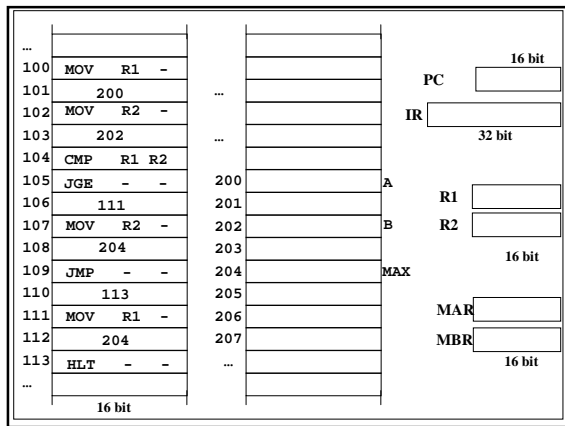 …
100 MOV R1 -
101 200
102 MOV R2 -
103 202
104 CMP R1 R2
105 JGE - -
106 111
107 MOV R2 -
108 204
109 JMP - -
110 113
111 MOV R1 -
112 204
113 HLT - -
…
16 bit
…
…
200 A
201
202 B
203
204 MAX
205
206
207
…
16 bit
PC
IR
32 bit
R1
R2
16 bit
MAR
MBR
16 bit